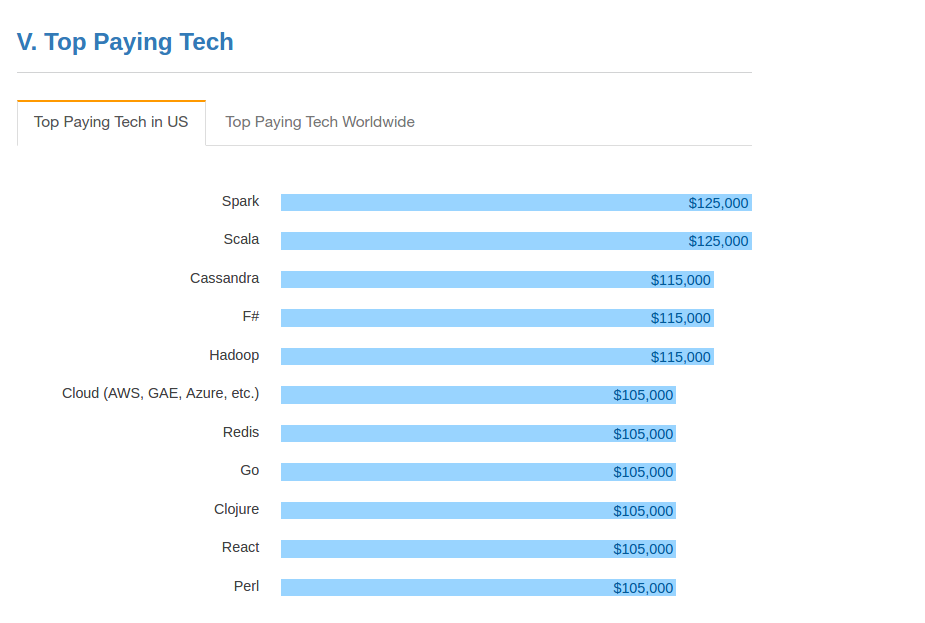 V. Top Paying Tech
Top Paying Tech in US Top Paying Tech Worldwide
Spark $125,000
Scala $125,000
Cassandra $115,000
F# $115,000
Hadoop $115,000
Cloud (AWS, GAE, Azure, etc.) $105,000
Redis $105,000
Go $105,000
Clojure $105,000
React $105,000
Perl $105,000